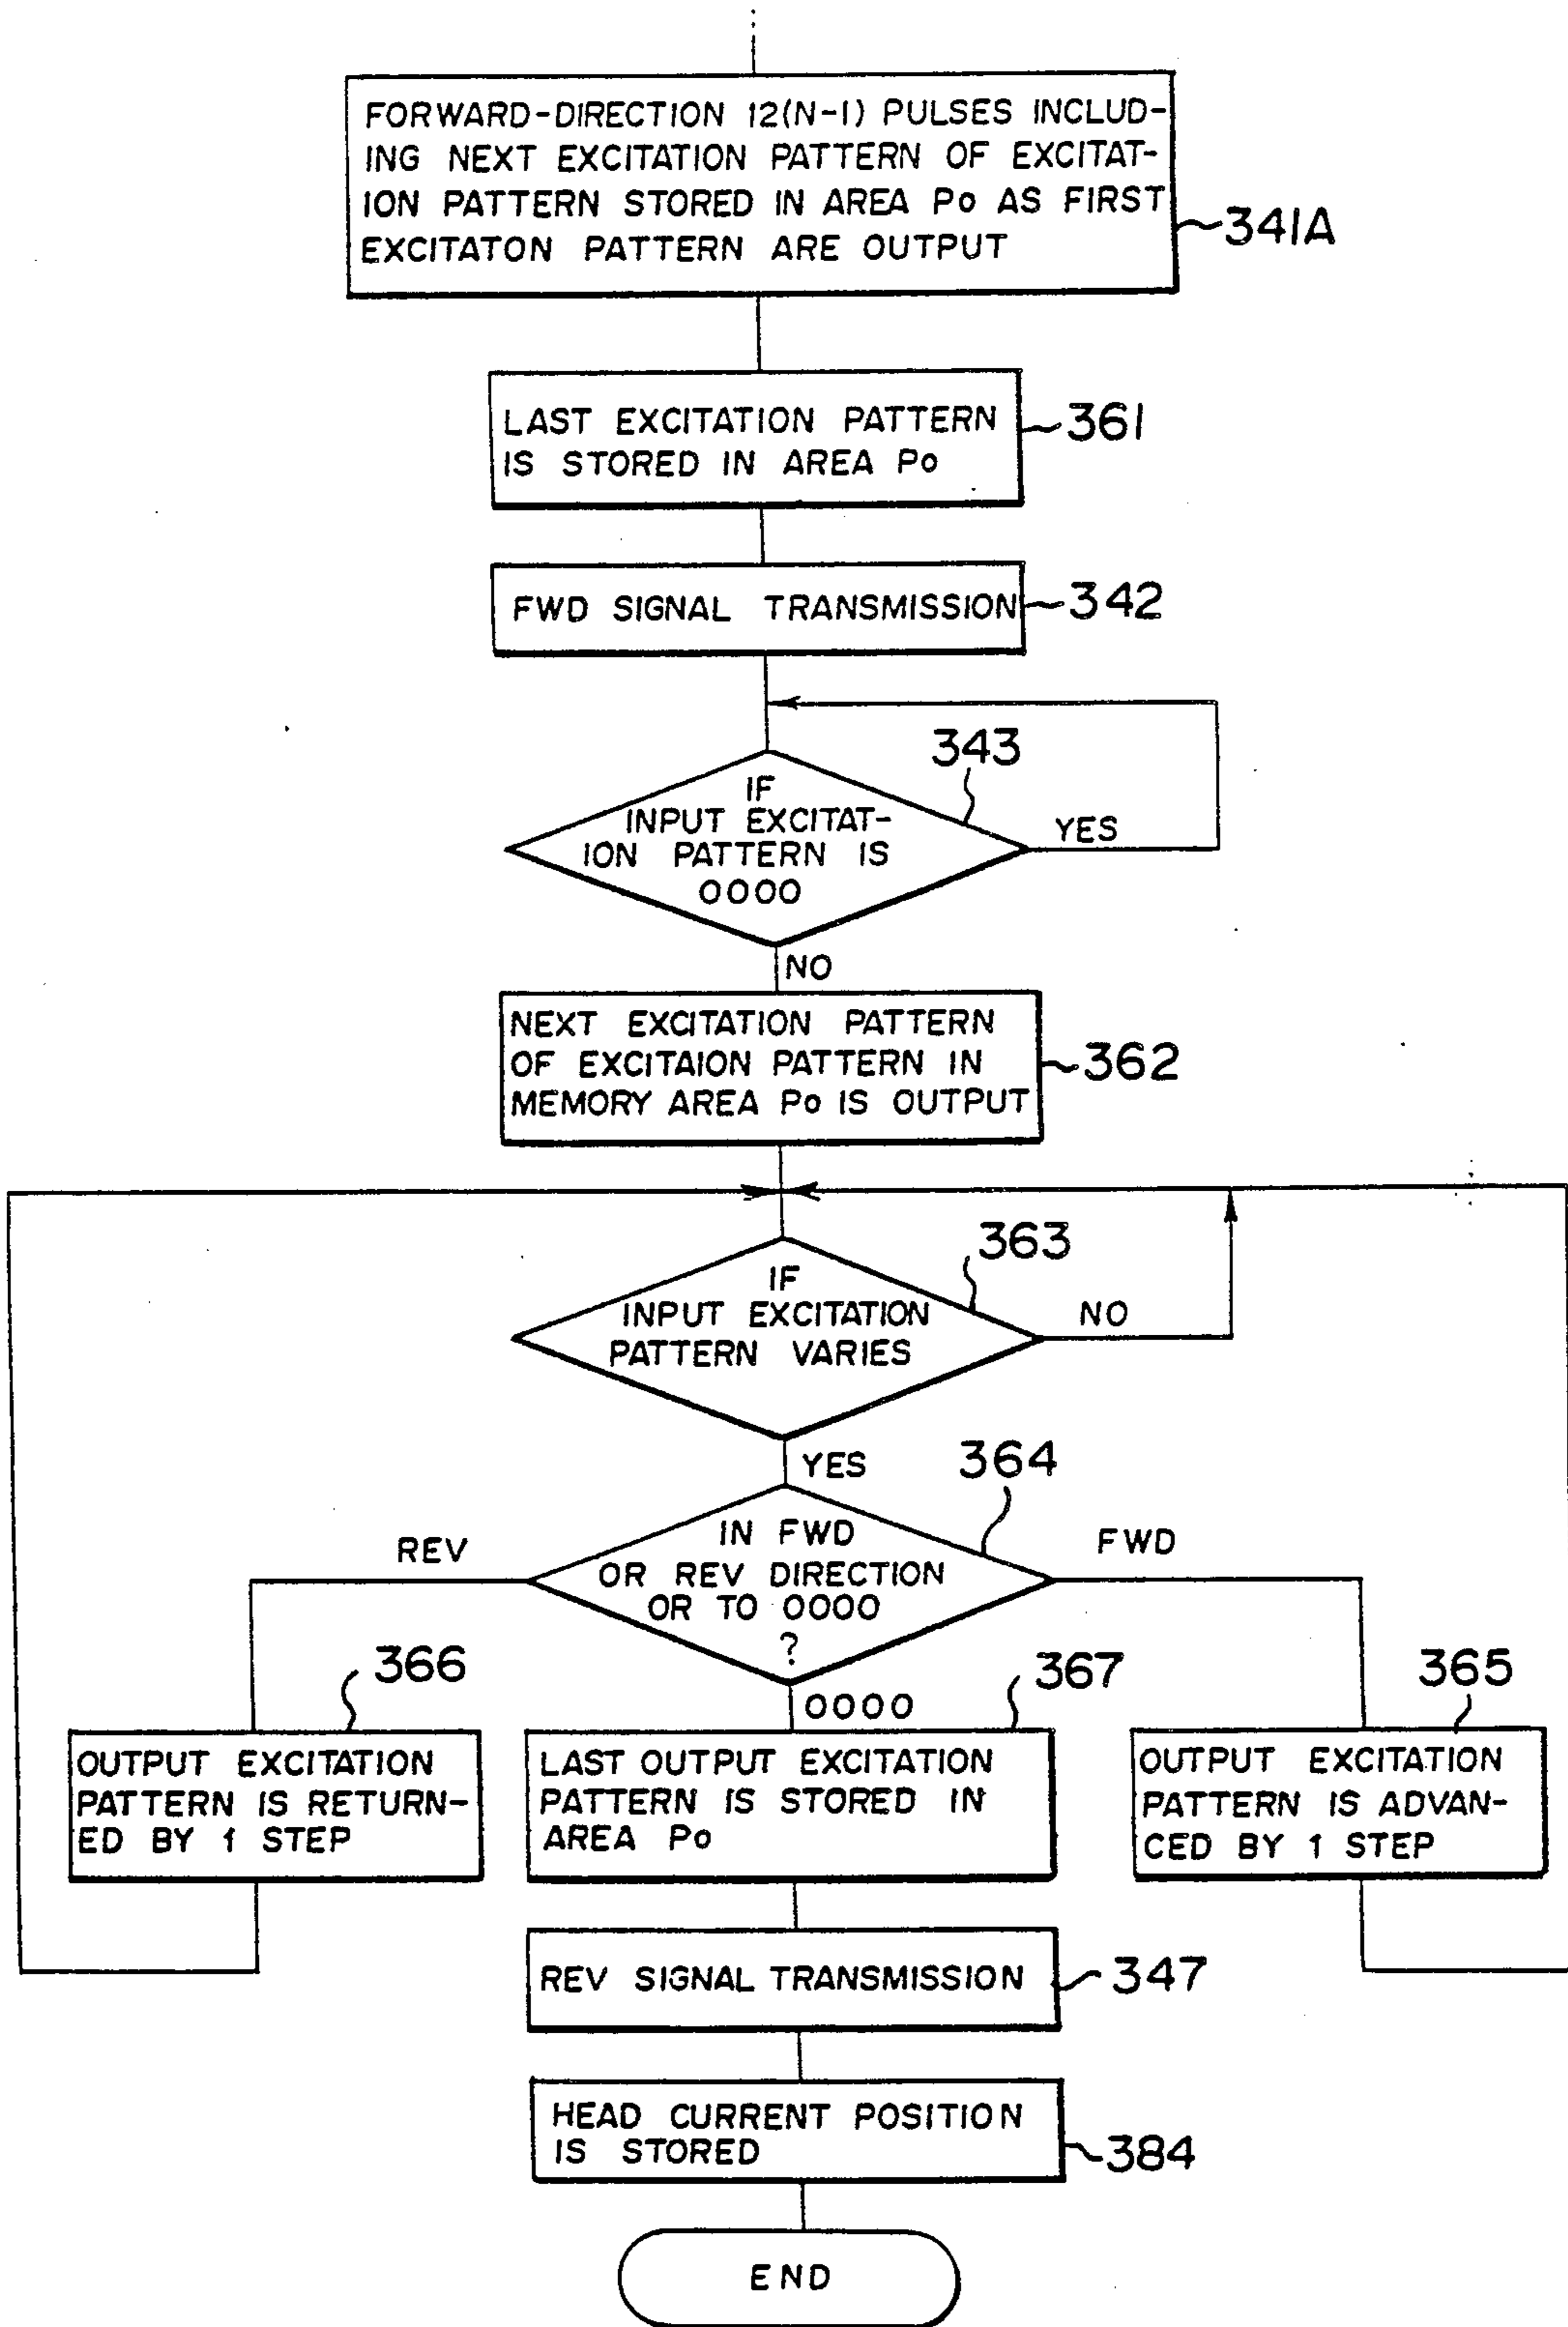 FORWARD-DIRECTION 12(N-1) PULSES INCLUD-
ING NEXT EXCITATION PATTERN OF EXCITAT-
ION PATTERN STORED IN AREA Po AS FIRST
EXCITATON PATTERN ARE OUTPUT
341A
LAST EXCITATION PATTERN
IS STORED IN AREA Po
361
FWD SIGNAL TRANSMISSION
342
343
IF
INPUT EXCITAT-
ION PATTERN IS
0000
YES
NO
NEXT EXCITATION PATTERN
OF EXCITAION PATTERN IN
MEMORY AREA Po IS OUTPUT
362
363
IF
INPUT EXCITATION
PATTERN VARIES
NO
YES
364
IN FWD
OR REV DIRECTION
OR TO 0000
?
REV
FWD
0000
366
OUTPUT EXCITATION
PATTERN IS RETURN-
ED BY 1 STEP
367
LAST OUTPUT EXCITATION
PATTERN IS STORED IN
AREA Po
365
OUTPUT EXCITATION
PATTERN IS ADVAN-
CED BY 1 STEP
REV SIGNAL TRANSMISSION
347
HEAD CURRENT POSITION
IS STORED
384
END